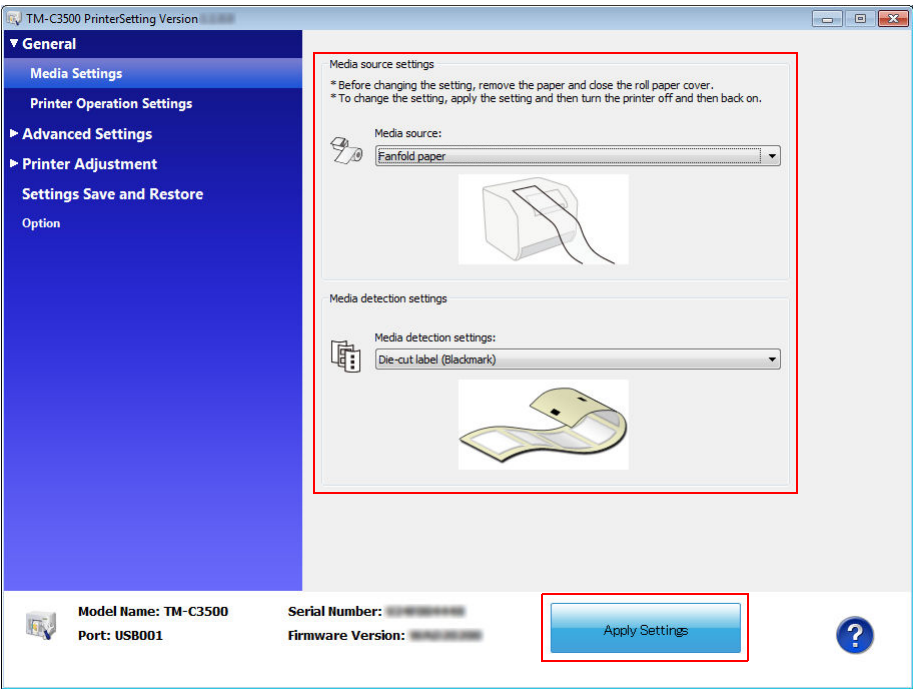 TM-C3500 PrinterSetting Version
General
Media Settings
Printer Operation Settings
Advanced Settings
Printer Adjustment
Settings Save and Restore
Option
Media source settings
* Before changing the setting, remove the paper and close the roll paper cover.
* To change the setting, apply the setting and then turn the printer off and then back on.
Media source:
Fanfold paper
Media detection settings
Media detection settings:
Die-cut label (Blackmark)
Model Name: TM-C3500
Port: USB001
Serial Number:
Firmware Version:
Apply Settings
?